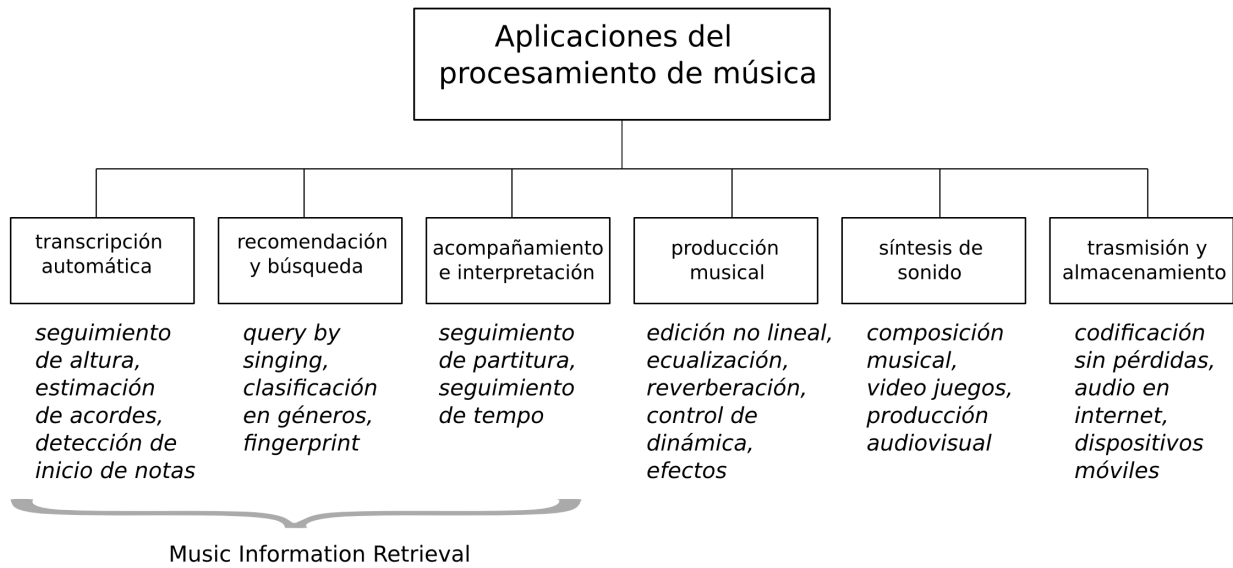 Aplicaciones del
procesamiento de música
transcripción
automática
recomendación
y búsqueda
acompañamiento
e interpretación
producción
musical
síntesis de
sonido
trasmisión y
almacenamiento
seguimiento
de altura,
estimación
de acordes,
detección de
inicio de notas
query by
singing,
clasificación
en géneros,
fingerprint
seguimiento
de partitura,
seguimiento
de tempo
edición no lineal,
ecualización,
reverberación,
control de
dinámica,
efectos
composición
musical,
video juegos,
producción
audiovisual
codificación
sin pérdidas,
audio en
internet,
dispositivos
móviles
Music Information Retrieval